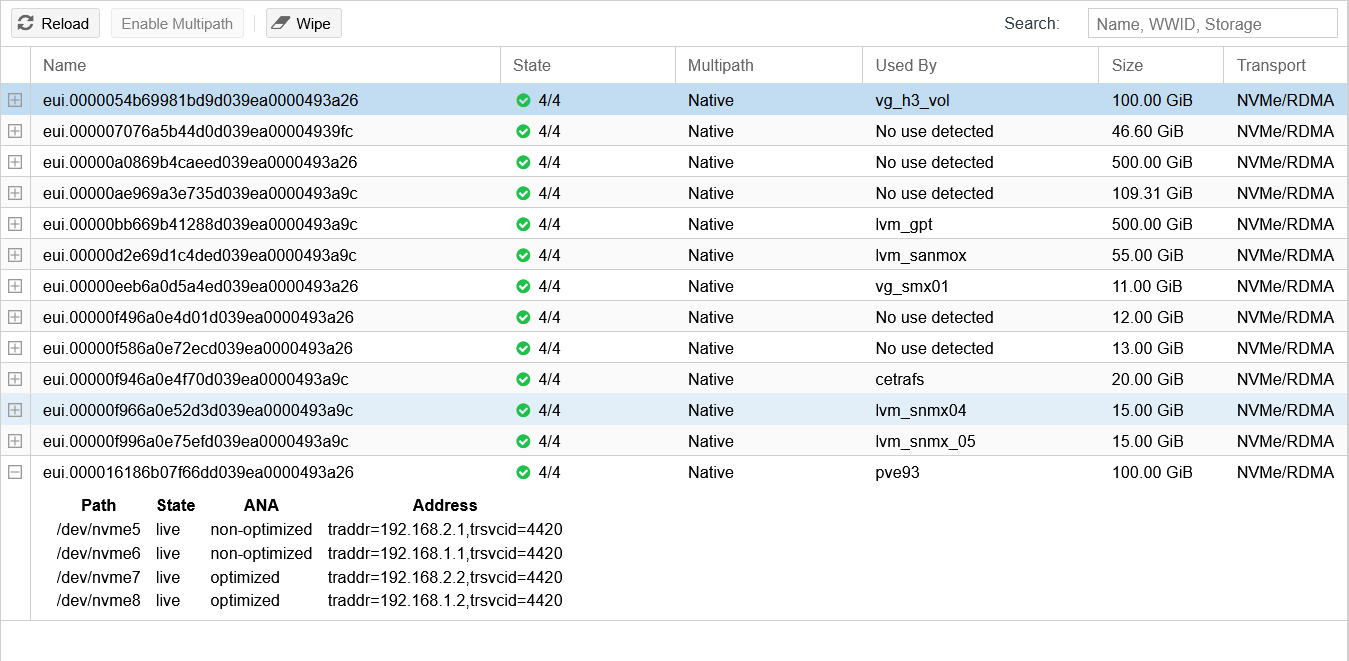 Reload Enable Multipath Wipe Search: Name, WWID, Storage
Name State Multipath Used By Size Transport
eui.0000054b69981bd9d039ea0000493a26 4/4 Native vg_h3_vol 100.00 GiB NVMe/RDMA
eui.000007076a5b44d0d039ea00004939fc 4/4 Native No use detected 46.60 GiB NVMe/RDMA
eui.00000a0869b4caeed039ea0000493a26 4/4 Native No use detected 500.00 GiB NVMe/RDMA
eui.00000ae969a3e735d039ea0000493a9c 4/4 Native No use detected 109.31 GiB NVMe/RDMA
eui.00000bb669b41288d039ea0000493a9c 4/4 Native lvm_gpt 500.00 GiB NVMe/RDMA
eui.00000d2e69d1c4ded039ea0000493a9c 4/4 Native lvm_sanmox 55.00 GiB NVMe/RDMA
eui.00000eeb6a0d5a4ed039ea0000493a26 4/4 Native vg_smx01 11.00 GiB NVMe/RDMA
eui.00000f496a0e4d01d039ea0000493a26 4/4 Native No use detected 12.00 GiB NVMe/RDMA
eui.00000f586a0e72ecd039ea0000493a26 4/4 Native No use detected 13.00 GiB NVMe/RDMA
eui.00000f946a0e4f70d039ea0000493a9c 4/4 Native cetrafs 20.00 GiB NVMe/RDMA
eui.00000f966a0e52d3d039ea0000493a9c 4/4 Native lvm_snmx04 15.00 GiB NVMe/RDMA
eui.00000f996a0e75efd039ea0000493a9c 4/4 Native lvm_snmx_05 15.00 GiB NVMe/RDMA
eui.000016186b07f66dd039ea0000493a26 4/4 Native pve93 100.00 GiB NVMe/RDMA
Path State ANA Address
/dev/nvme5 live non-optimized traddr=192.168.2.1,trsvcid=4420
/dev/nvme6 live non-optimized traddr=192.168.1.1,trsvcid=4420
/dev/nvme7 live optimized traddr=192.168.2.2,trsvcid=4420
/dev/nvme8 live optimized traddr=192.168.1.2,trsvcid=4420